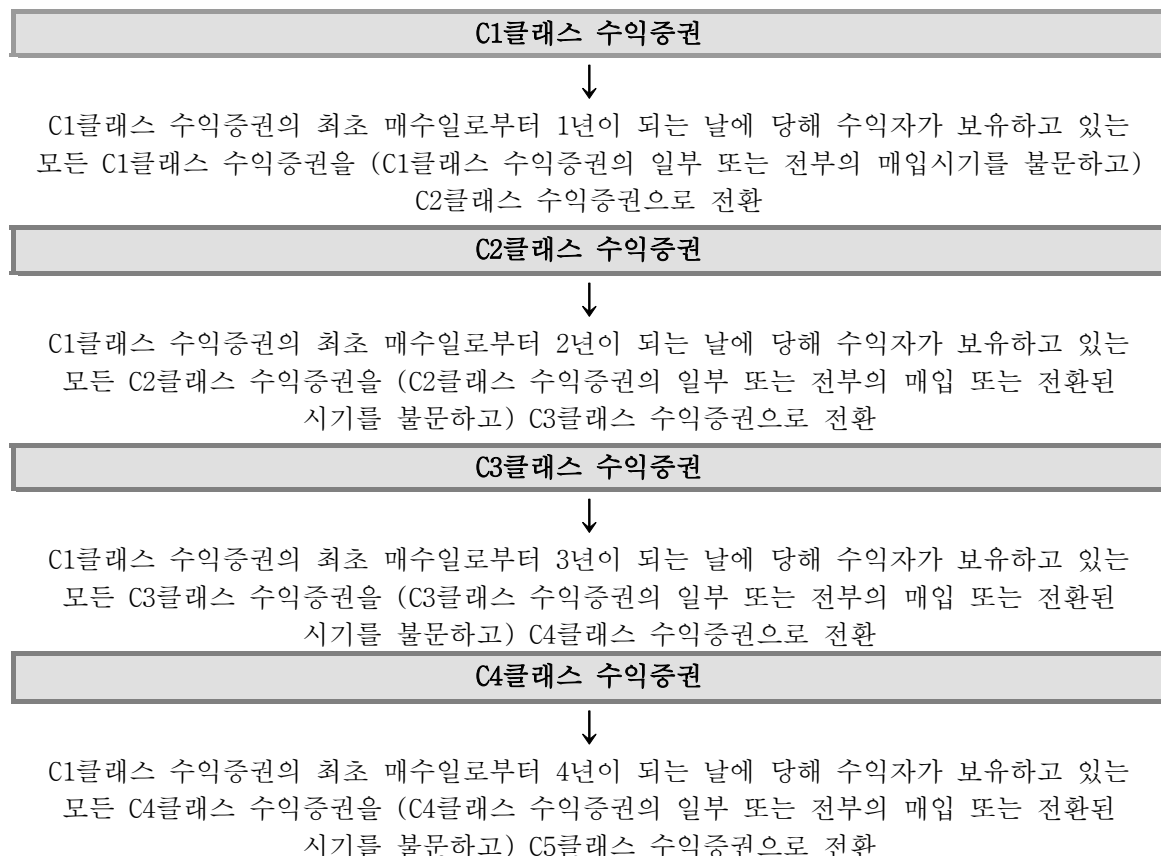 C1클래스 수익증권
↓
C1클래스 수익증권의 최초 매수일로부터 1년이 되는 날에 당해 수익자가 보유하고 있는
모든 C1클래스 수익증권을 (C1클래스 수익증권의 일부 또는 전부의 매입시기를 불문하고)
C2클래스 수익증권으로 전환
C2클래스 수익증권
↓
C1클래스 수익증권의 최초 매수일로부터 2년이 되는 날에 당해 수익자가 보유하고 있는
모든 C2클래스 수익증권을 (C2클래스 수익증권의 일부 또는 전부의 매입 또는 전환된
시기를 불문하고) C3클래스 수익증권으로 전환
C3클래스 수익증권
↓
C1클래스 수익증권의 최초 매수일로부터 3년이 되는 날에 당해 수익자가 보유하고 있는
모든 C3클래스 수익증권을 (C3클래스 수익증권의 일부 또는 전부의 매입 또는 전환된
시기를 불문하고) C4클래스 수익증권으로 전환
C4클래스 수익증권
↓
C1클래스 수익증권의 최초 매수일로부터 4년이 되는 날에 당해 수익자가 보유하고 있는
모든 C4클래스 수익증권을 (C4클래스 수익증권의 일부 또는 전부의 매입 또는 전환된
시기를 불문하고) C5클래스 수익증권으로 전환